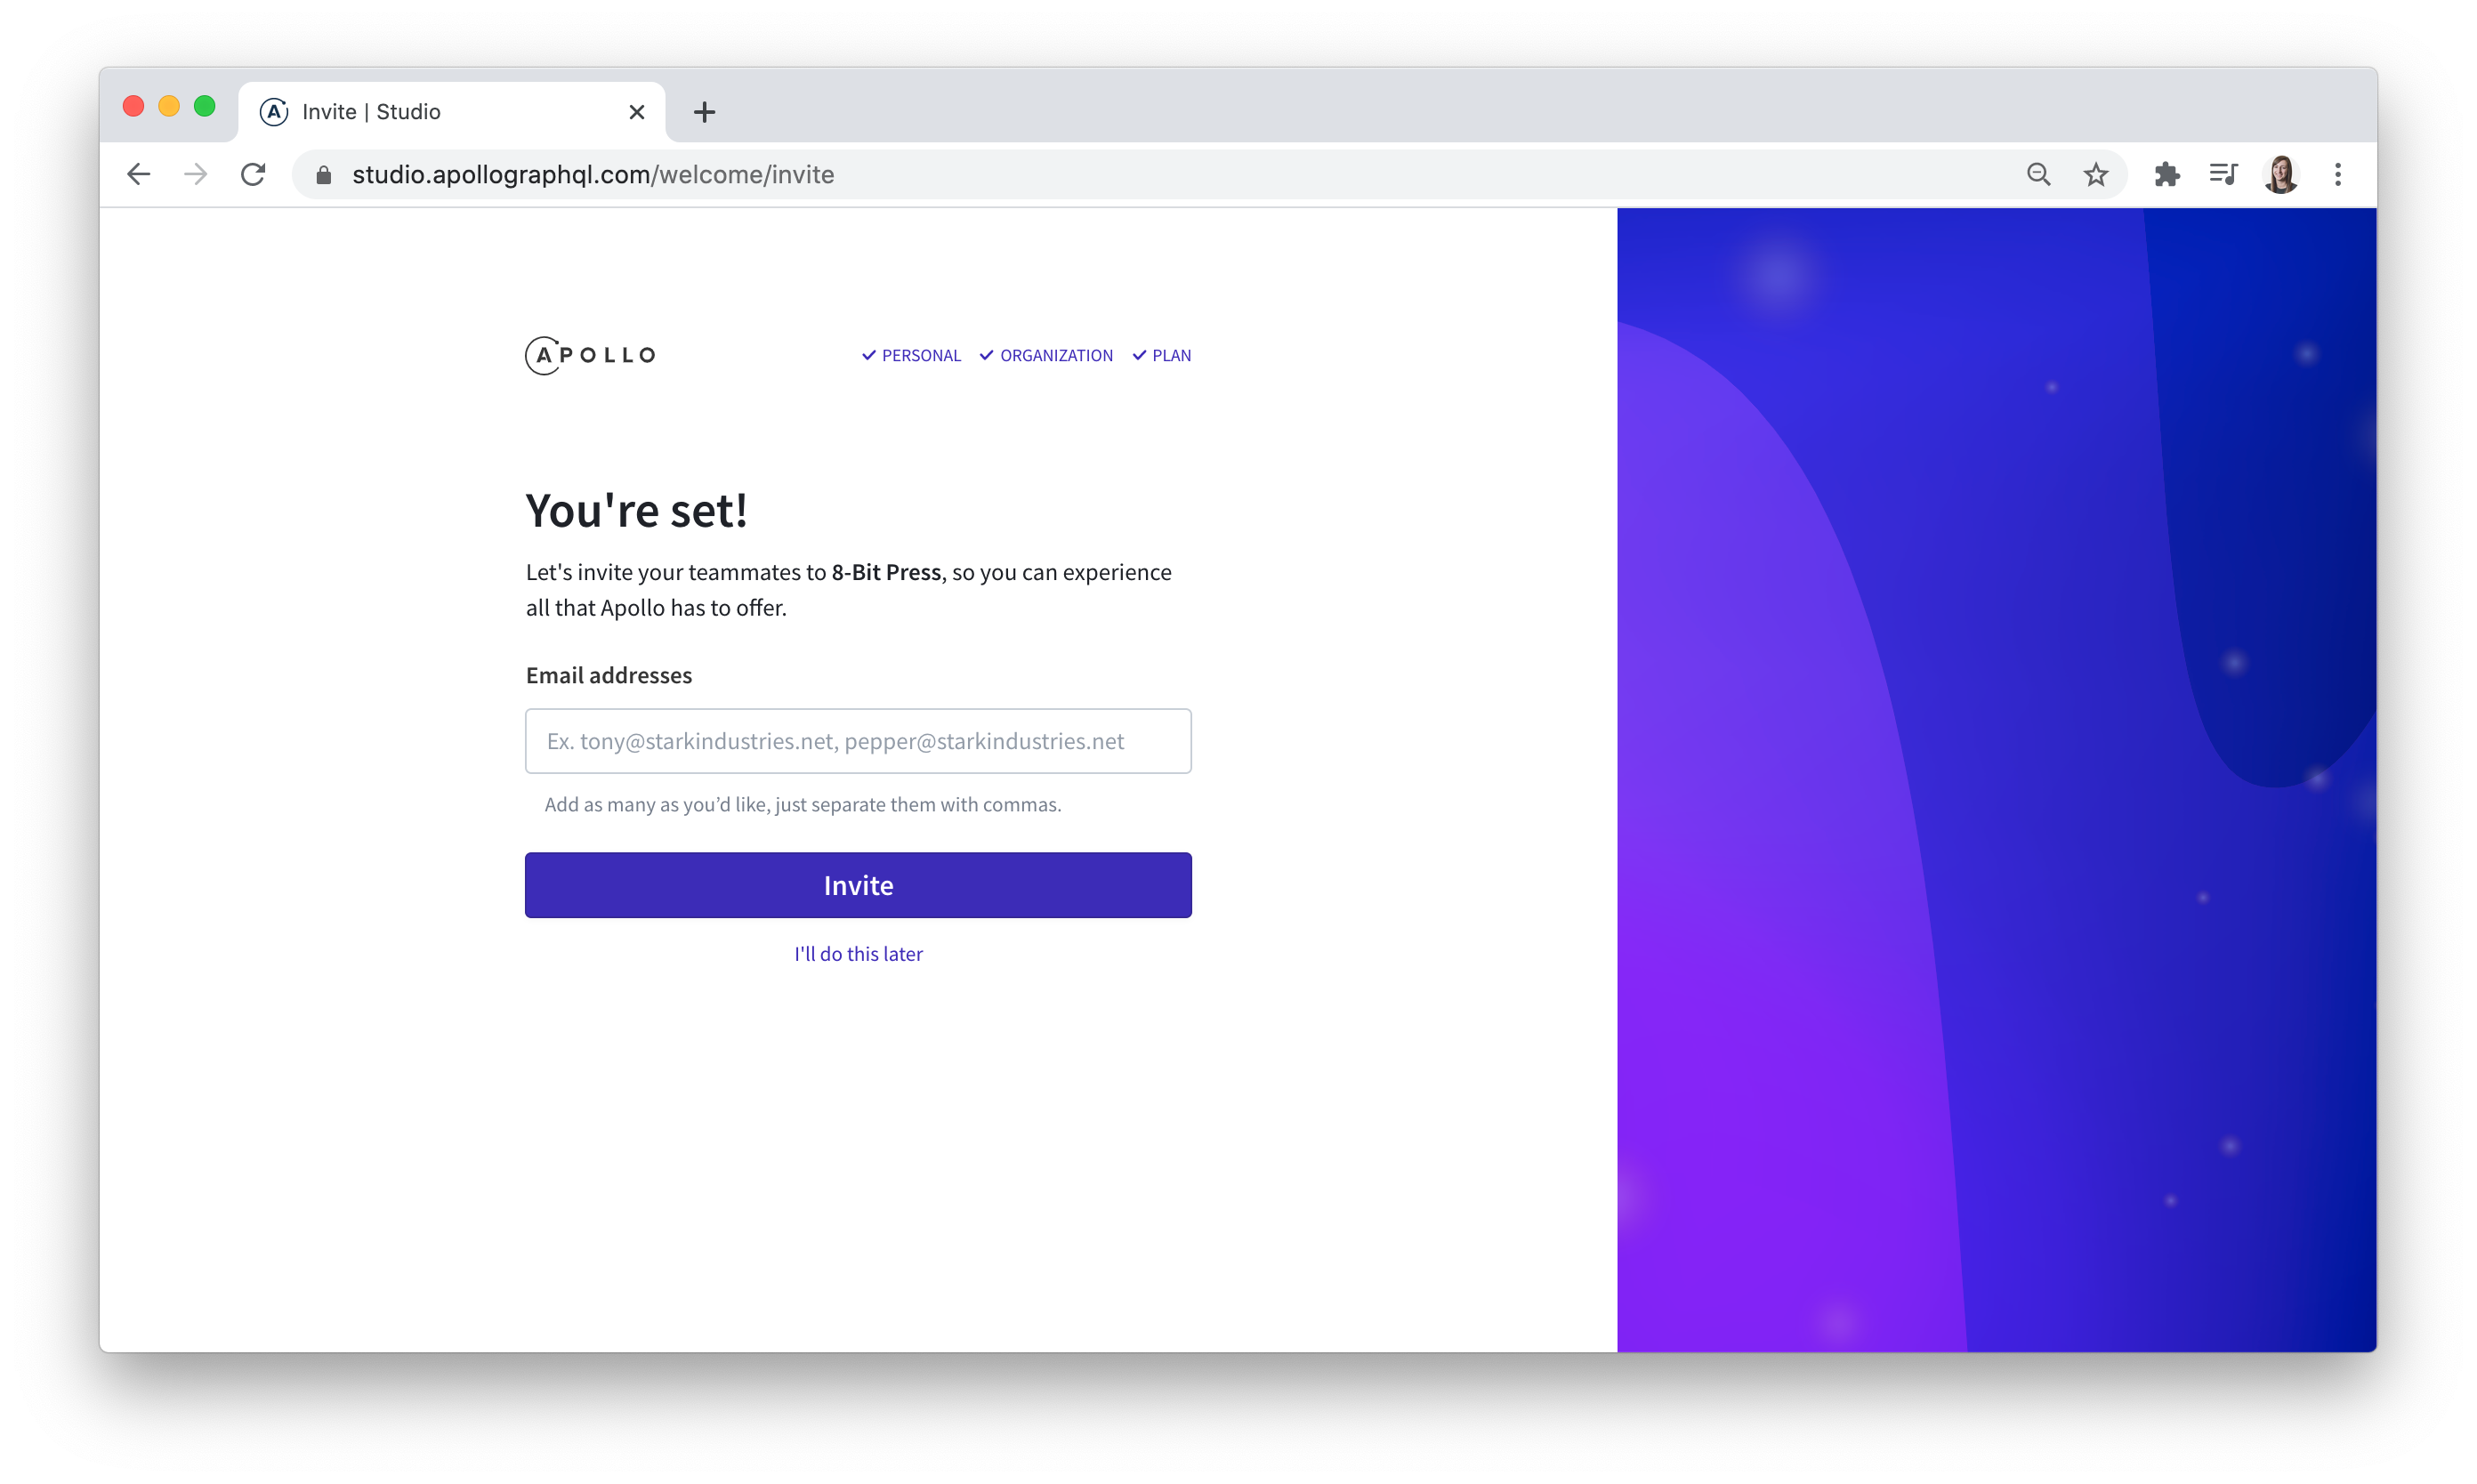 Invite | Studio
studio.apollographql.com/welcome/invite
APOLLO
PERSONAL ORGANIZATION PLAN
You're set!
Let's invite your teammates to 8-Bit Press, so you can experience
all that Apollo has to offer.
Email addresses
Ex. tony@starkindustries.net, pepper@starkindustries.net
Add as many as you’d like, just separate them with commas.
Invite
I'll do this later